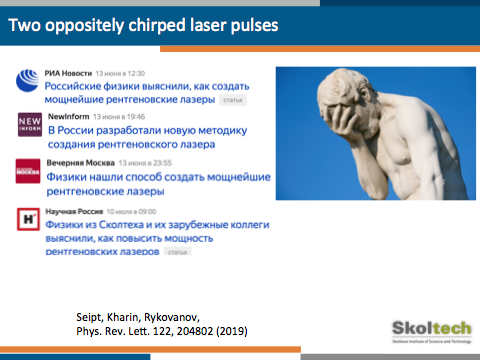 Two oppositely chirped laser pulses
РИА Новости 13 июня в 12:30
Российские физики выяснили, как создать
мощнейшие рентгеновские лазеры статья
NEW
INFORM
NewInform 13 июня в 19:46
В России разработали новую методику
создания рентгеновского лазера
ВЕЧЕРНЯЯ
МОСКВА
Вечерняя Москва 13 июня в 23:55
Физики нашли способ создать мощнейшие
рентгеновские лазеры
Н
Научная Россия 10 июля в 09:00
Физики из Сколтеха и их зарубежные коллеги
выяснили, как повысить мощность
рентгеновских лазеров статья
Seipt, Kharin, Rykovanov,
Phys. Rev. Lett. 122, 204802 (2019)
Skoltech
Skolkovo Institute of Science and Technology